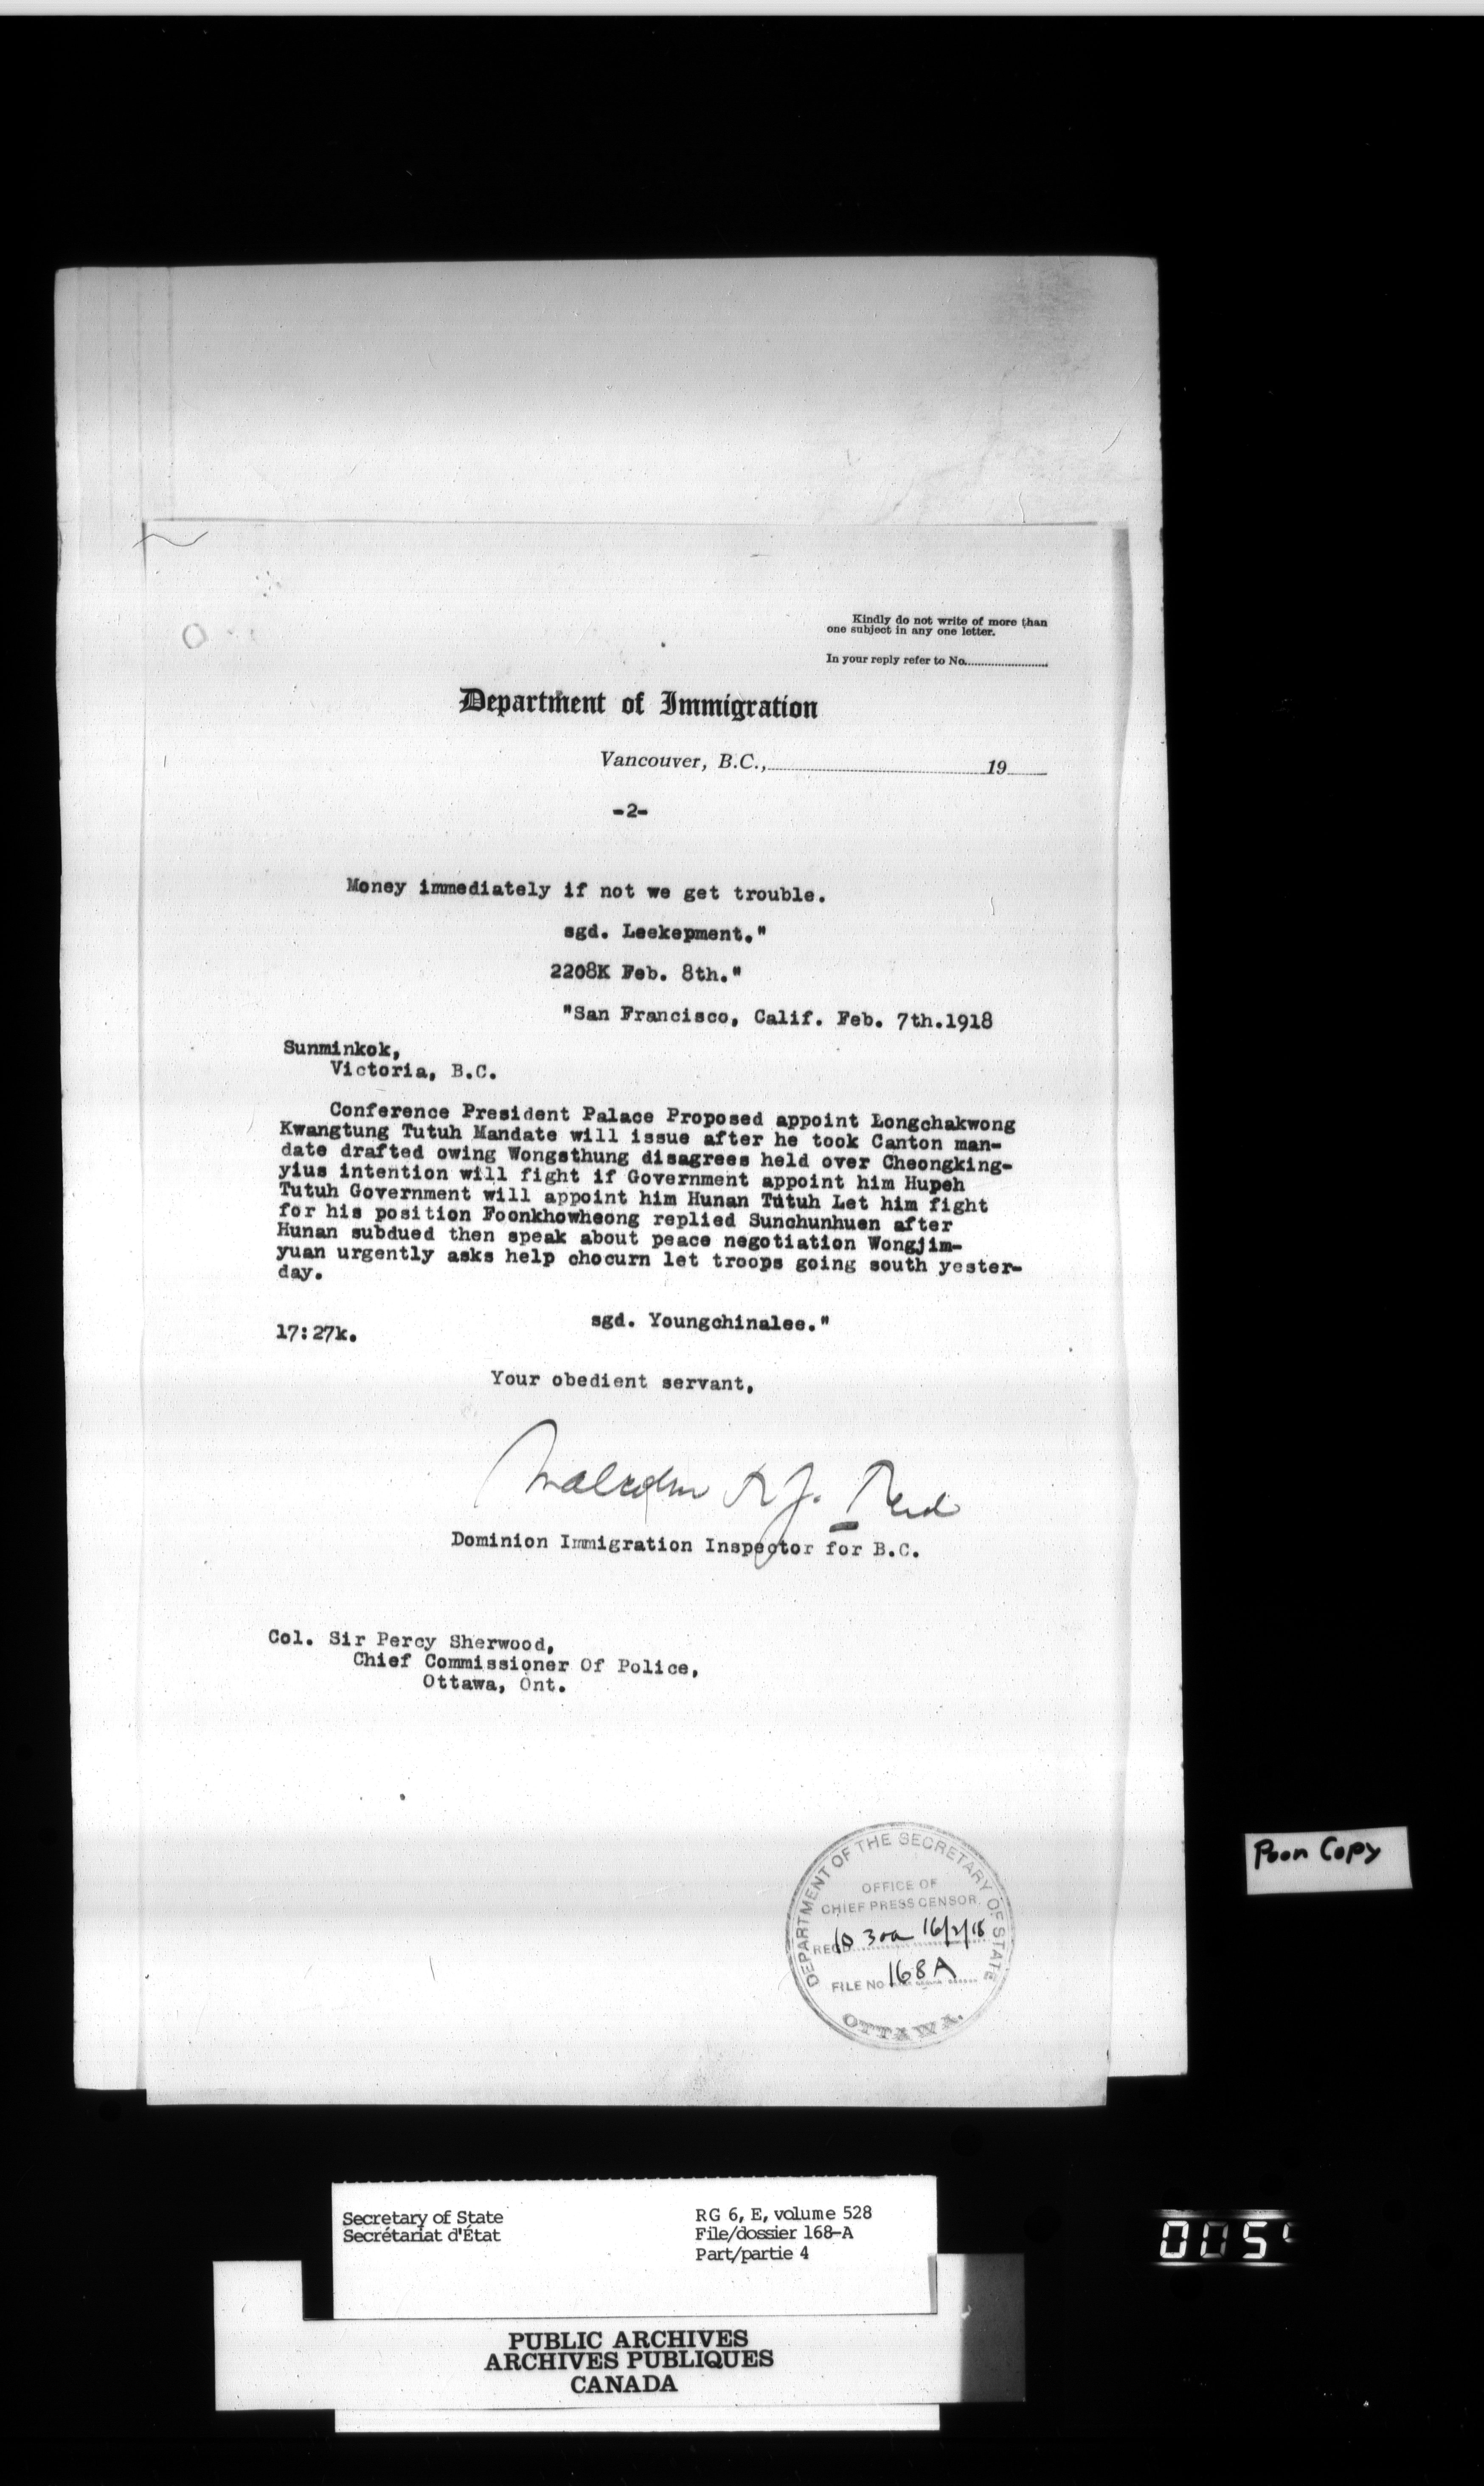 Kindly do not write of more than
one subject in any one letter.
In your reply refer to No.
Department of Immigration
Vancouver, B.C., 19
-2-
Money immediately if not we get trouble.
sgd. Leekepment."
2208K Feb. 8th."
"San Francisco, Calif. Feb. 7th.1918
Sunminkok,
Victoria, B.C.
Conference President Palace Proposed appoint Longchakwong
Kwangtung Tutuh Mandate will issue after he took Canton man-
date drafted owing Wongsthung disagrees held over Cheongking-
yius intention will fight if Government appoint him Hupeh
Tutuh Government will appoint him Hunan Tutuh Let him fight
for his position Foonkhowheong replied Sunchunhuen after
Hunan subdued then speak about peace negotiation Wongjim-
yuan urgently asks help chocurn let troops going south yester-
day.
sgd. Youngchinalee."
17:27k.
Your obedient servant,
Malcolm R J. Reid
Dominion Immigration Inspector for B.C.
Col. Sir Percy Sherwood,
Chief Commissioner Of Police,
Ottawa, Ont.
DEPARTMENT OF THE SECRETARY OF STATE
OFFICE OF
CHIEF PRESS CENSOR
REC'D 16/2/18
FILE No 168A
OTTAWA.
Poor Copy
Secretary of State
Secrétariat d'État
RG 6, E, volume 528
File/dossier 168-A
Part/partie 4
PUBLIC ARCHIVES
ARCHIVES PUBLIQUES
CANADA
005